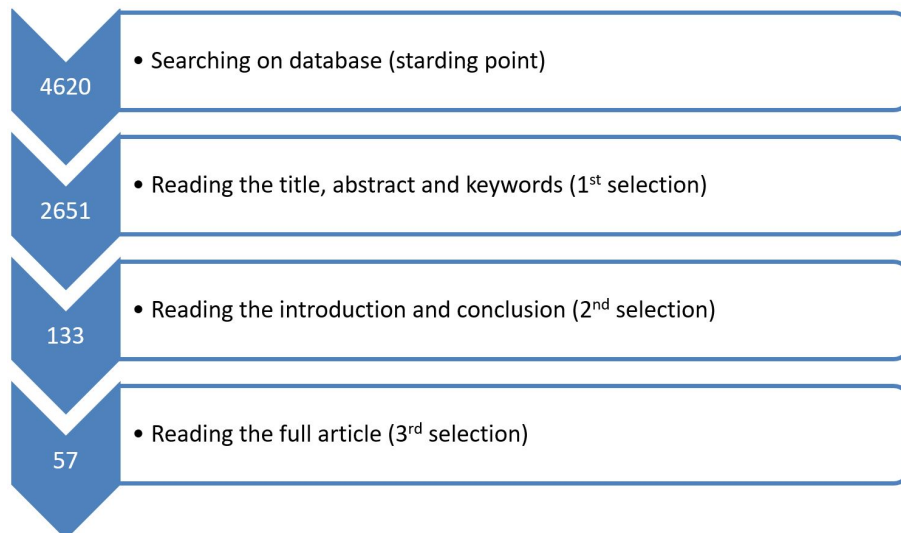 4620
• Searching on database (starding point)
2651
• Reading the title, abstract and keywords (1st selection)
133
• Reading the introduction and conclusion (2nd selection)
57
• Reading the full article (3rd selection)